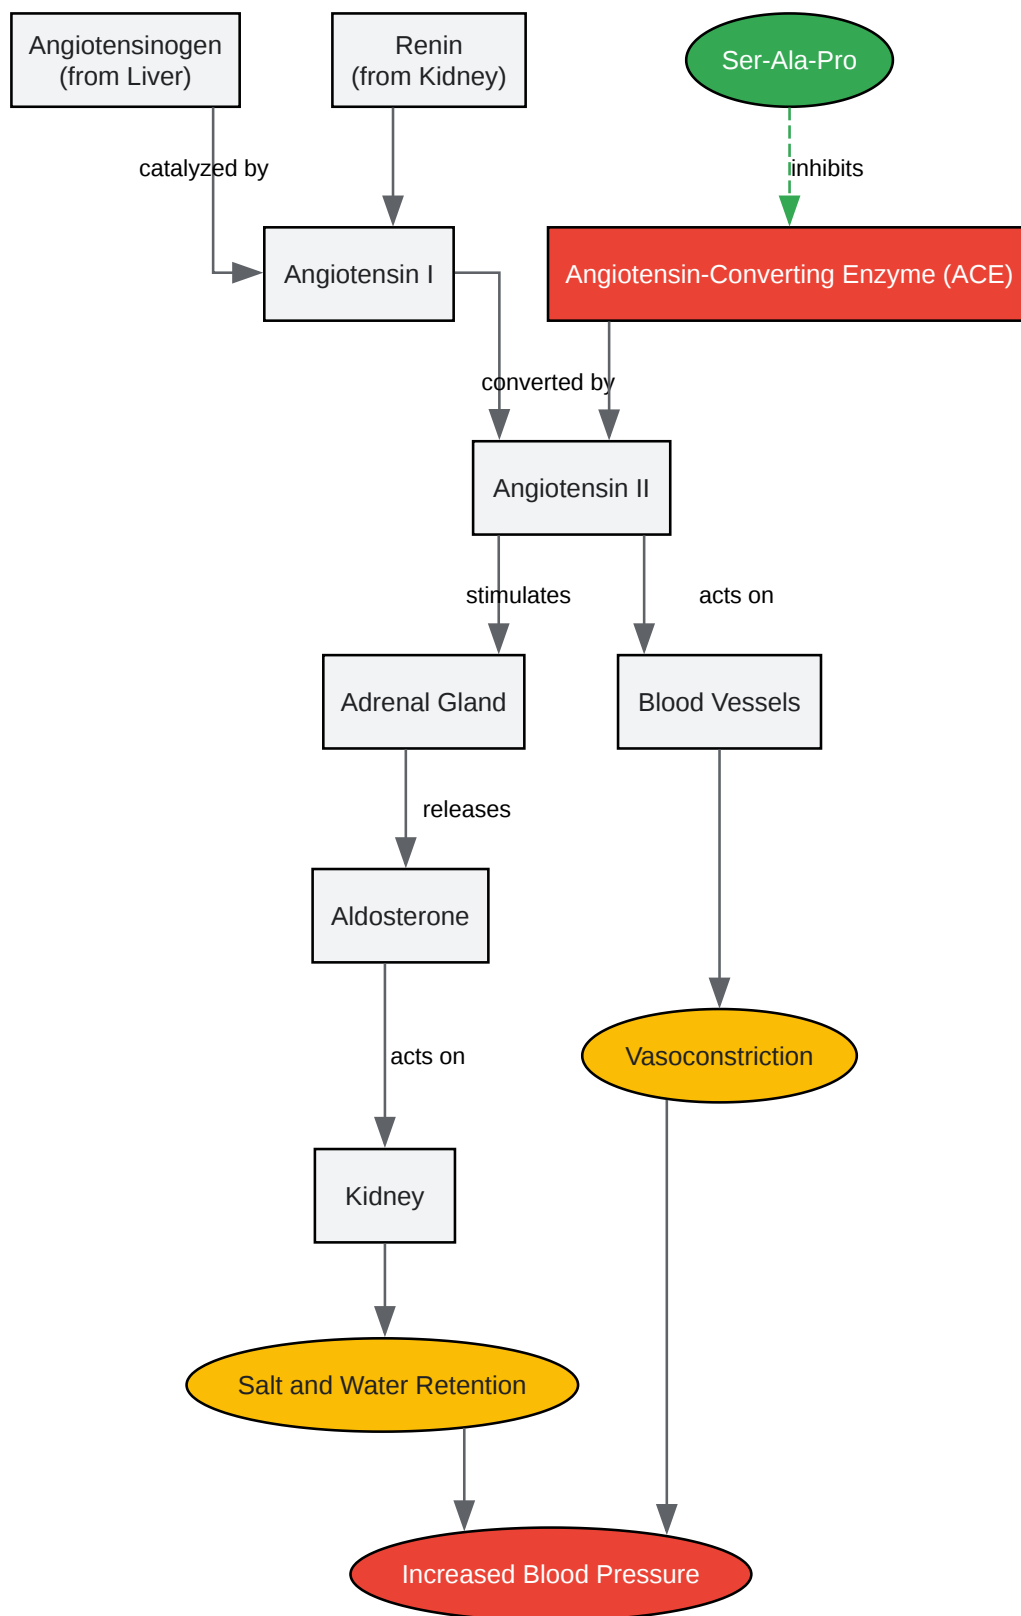 Angiotensinogen
(from Liver)
Renin
(from Kidney)
Ser-Ala-Pro
catalyzed by
inhibits
Angiotensin I
Angiotensin-Converting Enzyme (ACE)
converted by
Angiotensin II
stimulates
acts on
Adrenal Gland
Blood Vessels
releases
Aldosterone
acts on
Vasoconstriction
Kidney
Salt and Water Retention
Increased Blood Pressure